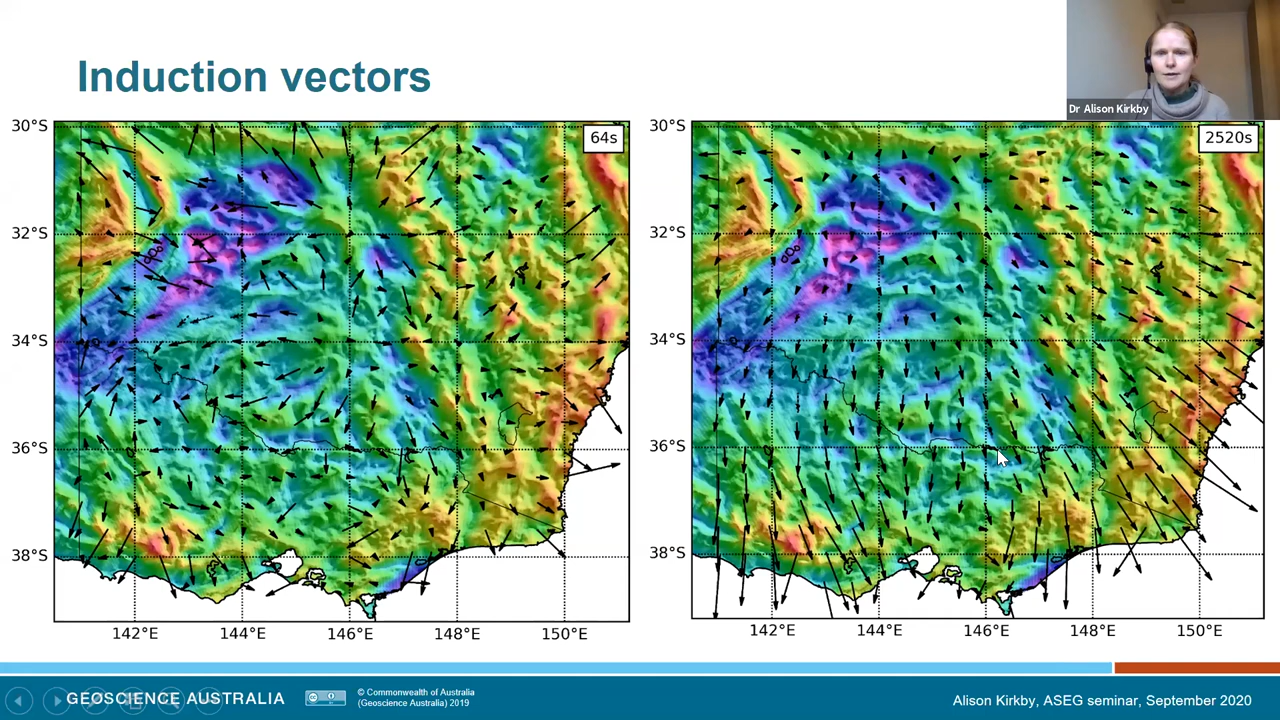 Induction vectors
Dr Alison Kirkby
64s
30°S
32°S
34°S
36°S
38°S
142°E 144°E 146°E 148°E 150°E
2520s
30°S
32°S
34°S
36°S
38°S
142°E 144°E 146°E 148°E 150°E
GEOSCIENCE AUSTRALIA
© Commonwealth of Australia
(Geoscience Australia) 2019
Alison Kirkby, ASEG seminar, September 2020